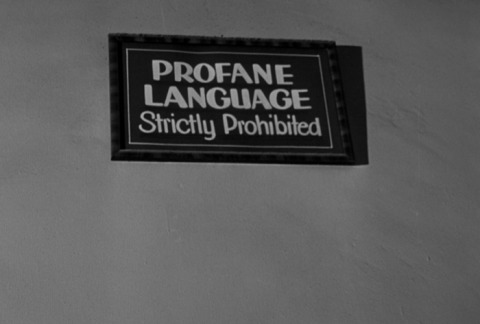 PROFANE
LANGUAGE
Strictly Prohibited